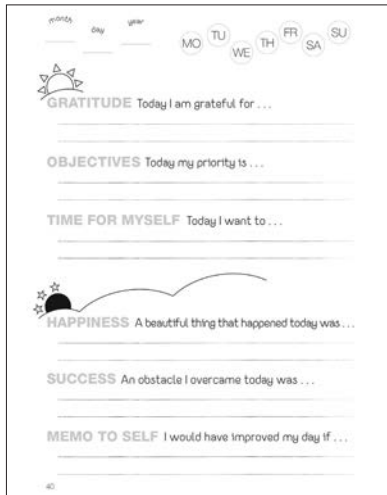 month day year
MO TU WE TH FR SA SU
GRATITUDE Today I am grateful for . . .
OBJECTIVES Today my priority is . . .
TIME FOR MYSELF Today I want to . . .
HAPPINESS A beautiful thing that happened today was . . .
SUCCESS An obstacle I overcame today was . . .
MEMO TO SELF I would have improved my day if . . .
40